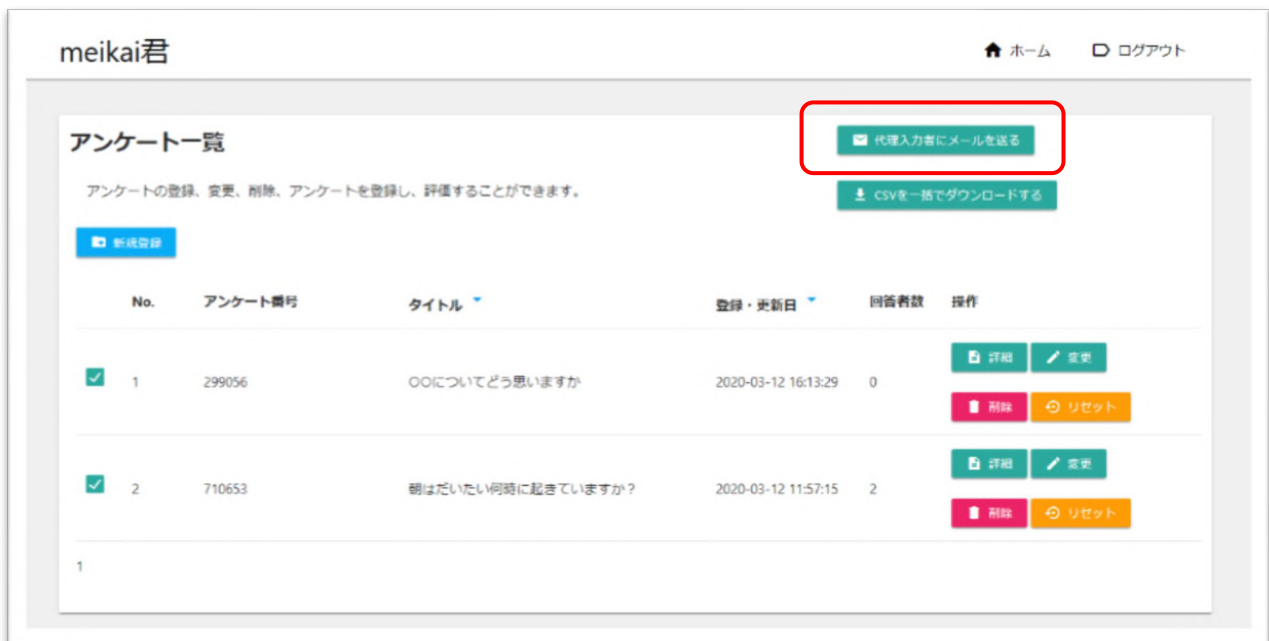 meikai君
ホーム
ログアウト
アンケート一覧
代理入力者にメールを送る
アンケートの登録、変更、削除、アンケートを登録し、評価することができます。
CSVを一括でダウンロードする
新規登録
No. アンケート番号 タイトル 登録・更新日 回答者数 操作
詳細 変更
1 299056 〇〇についてどう思いますか 2020-03-12 16:13:29 0
削除 リセット
詳細 変更
2 710653 朝はだいたい何時に起きていますか？ 2020-03-12 11:57:15 2
削除 リセット
1